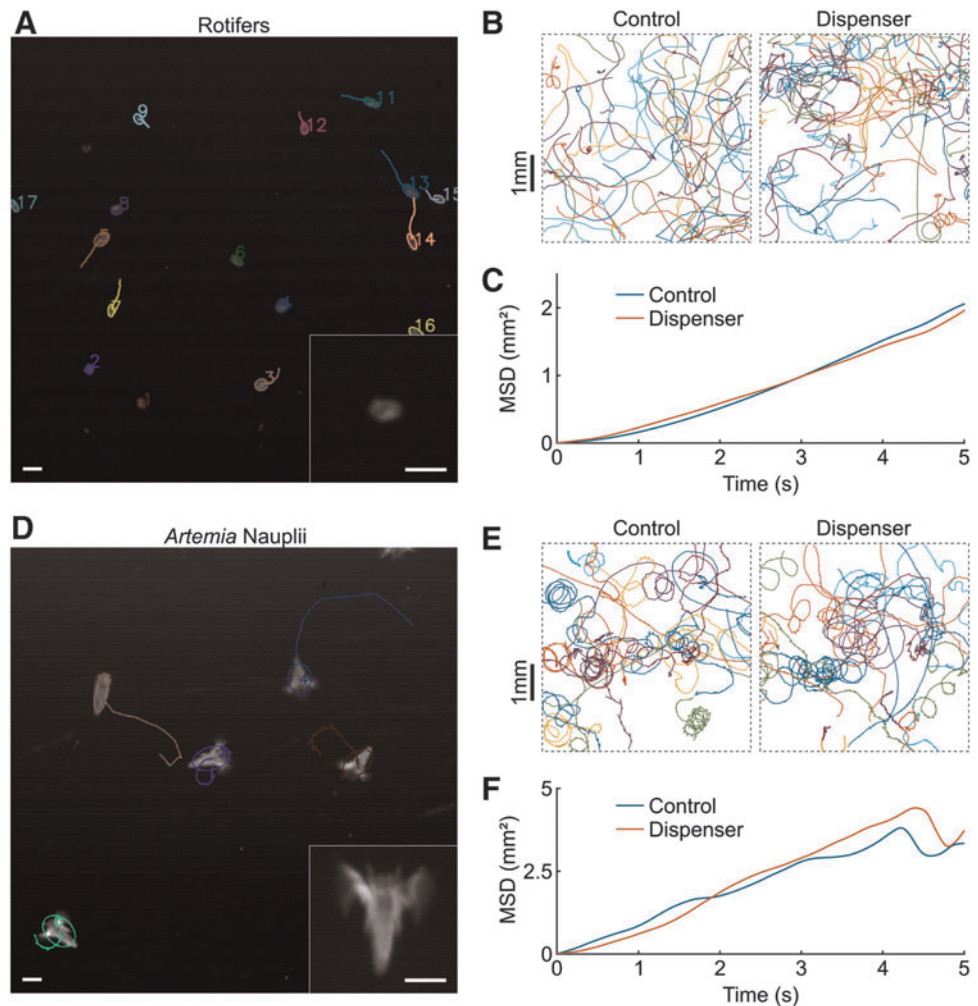 A
Rotifers
9
11
12
13
15
17
8
6
14
7
16
2
3
1
B
Control
Dispenser
1mm
C
Control
Dispenser
MSD (mm²)
2
1
0
0 1 2 3 4 5
Time (s)
D
Artemia Nauplii
E
Control
Dispenser
1mm
F
Control
Dispenser
MSD (mm²)
5
2.5
0
0 1 2 3 4 5
Time (s)